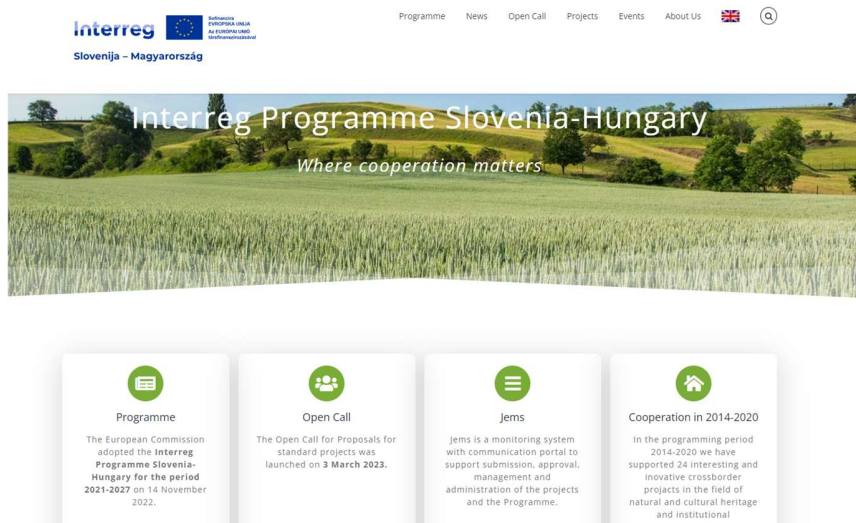 Interreg
Sofinancira
EVROPSKA UNIJA
Az EURÓPAI UNIÓ
társfinanszírozásával
Slovenija – Magyarország
Programme News Open Call Projects Events About Us
Interreg Programme Slovenia-Hungary
Where cooperation matters
Programme
The European Commission
adopted the Interreg
Programme Slovenia-
Hungary for the period
2021-2027 on 14 November
2022.
Open Call
The Open Call for Proposals for
standard projects was
launched on 3 March 2023.
Jems
Jems is a monitoring system
with communication portal to
support submission, approval,
management and
administration of the projects
and the Programme.
Cooperation in 2014-2020
In the programming period
2014-2020 we have
supported 24 interesting and
inovative crossborder
projacts in the field of
natural and cultural heritage
and institutional